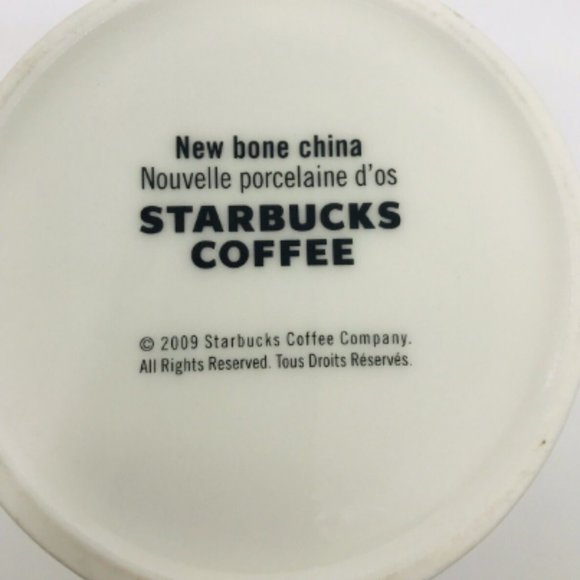 New bone china
Nouvelle porcelaine d'os
STARBUCKS
COFFEE
© 2009 Starbucks Coffee Company.
All Rights Reserved. Tous Droits Réservés.